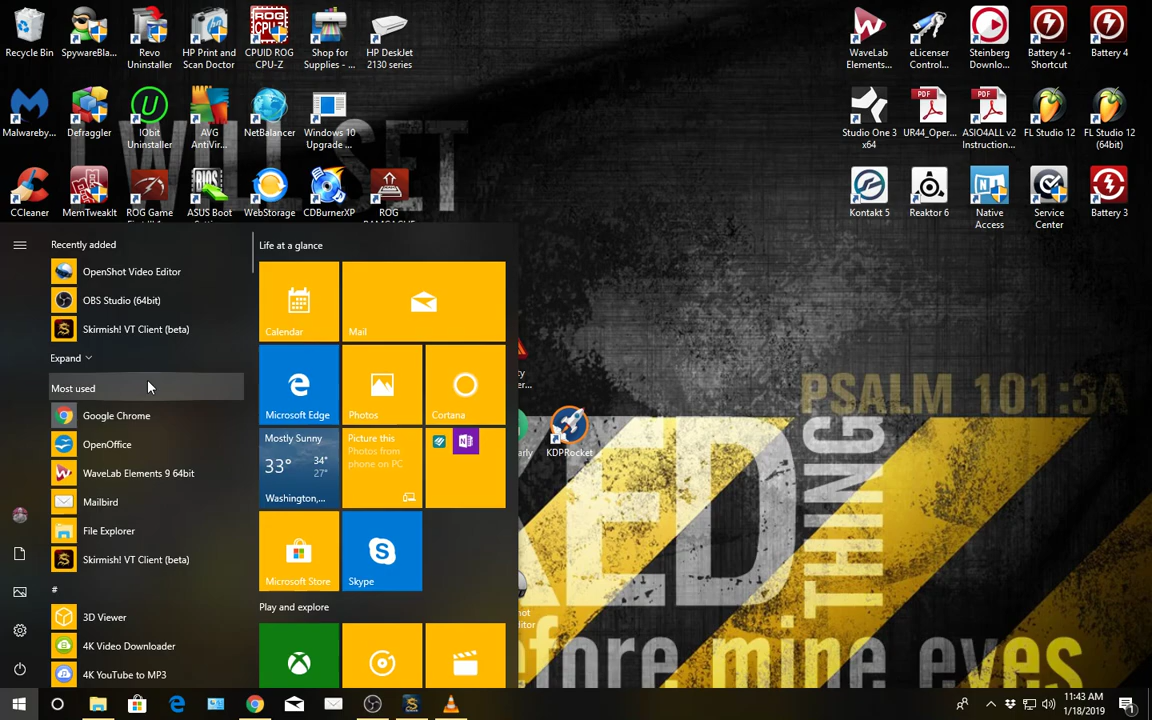 Recycle Bin
SpywareBla...
Revo
Uninstaller
HP Print and
Scan Doctor
CPUID ROG
CPU-Z
Shop for
Supplies - ...
HP DeskJet
2130 series
WaveLab
Elements...
eLicenser
Control...
Steinberg
Downlo...
Battery 4 -
Shortcut
Battery 4
Malwareby...
Defraggler
IObit
Uninstaller
AVG
AntiVir...
NetBalancer
Windows 10
Upgrade ...
Studio One 3
x64
UR44_Oper...
ASIO4ALL v2
Instruction...
FL Studio 12
FL Studio 12
(64bit)
I WILL SET
CCleaner
MemTweakIt
ROG Game
ASUS Boot
WebStorage
CDBurnerXP
ROG
Kontakt 5
Reaktor 6
Native
Access
Service
Center
Battery 3
Recently added
OpenShot Video Editor
OBS Studio (64bit)
Skirmish! VT Client (beta)
Expand
Most used
Google Chrome
OpenOffice
WaveLab Elements 9 64bit
Mailbird
File Explorer
Skirmish! VT Client (beta)
#
3D Viewer
4K Video Downloader
4K YouTube to MP3
Life at a glance
Calendar
Mail
Microsoft Edge
Photos
Cortana
Mostly Sunny
33°
34°
27°
Washington,...
Picture this
Photos from
phone on PC
Microsoft Store
Skype
Play and explore
KDPRocket
PSALM 101:3A
KED
THING
efore mine eyes
11:43 AM
1/18/2019